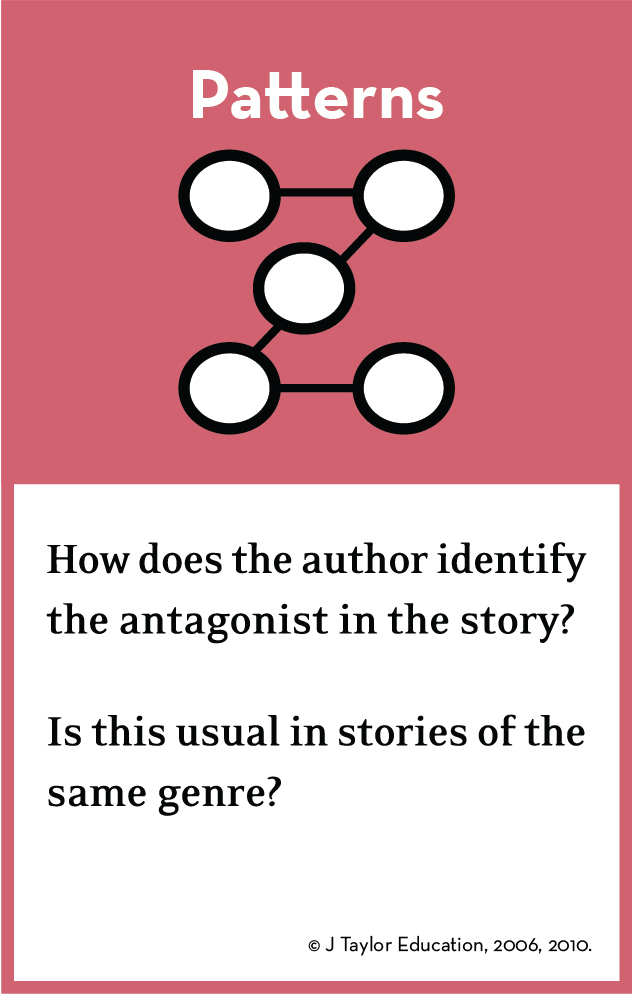 Patterns
How does the author identify
the antagonist in the story?
Is this usual in stories of the
same genre?
© J Taylor Education, 2006, 2010.